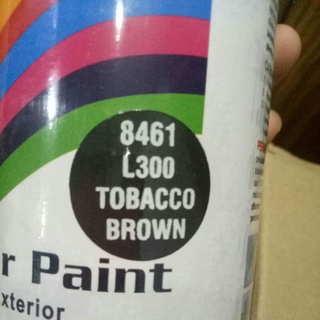 8461
L300
TOBACCO
BROWN
r Paint
xterior